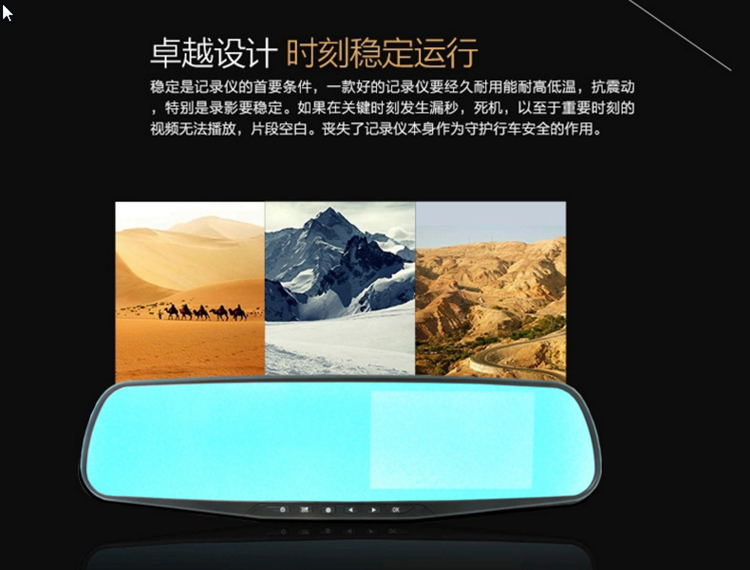 卓越设计 时刻稳定运行
稳定是记录仪的首要条件，一款好的记录仪要经久耐用能耐高低温，抗震动
，特别是录影要稳定。如果在关键时刻发生漏秒，死机，以至于重要时刻的
视频无法播放，片段空白。丧失了记录仪本身作为守护行车安全的作用。
OK